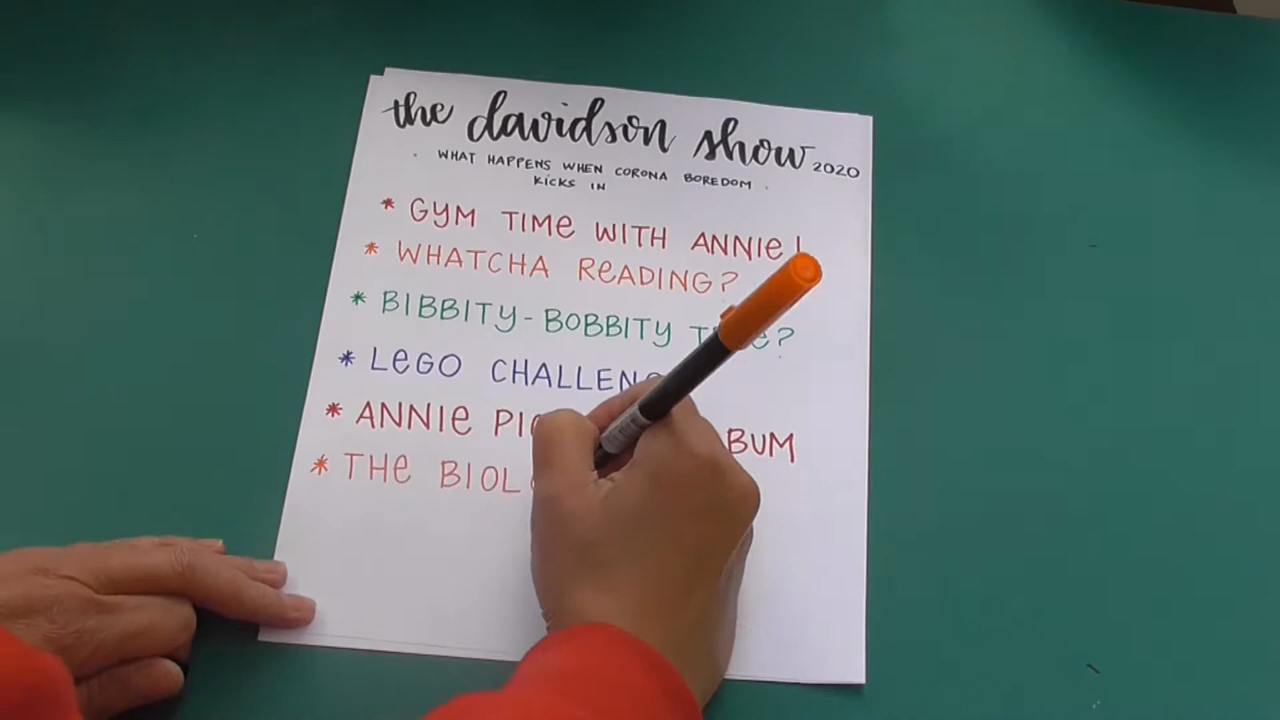 the davidson show 2020
WHAT HAPPENS WHEN CORONA BOREDOM
KICKS IN
* GYM TIME WITH ANNIE!
* WHATCHA READING?
* BIBBITY-BOBBITY
* LEGO
* ANNIE
* THE